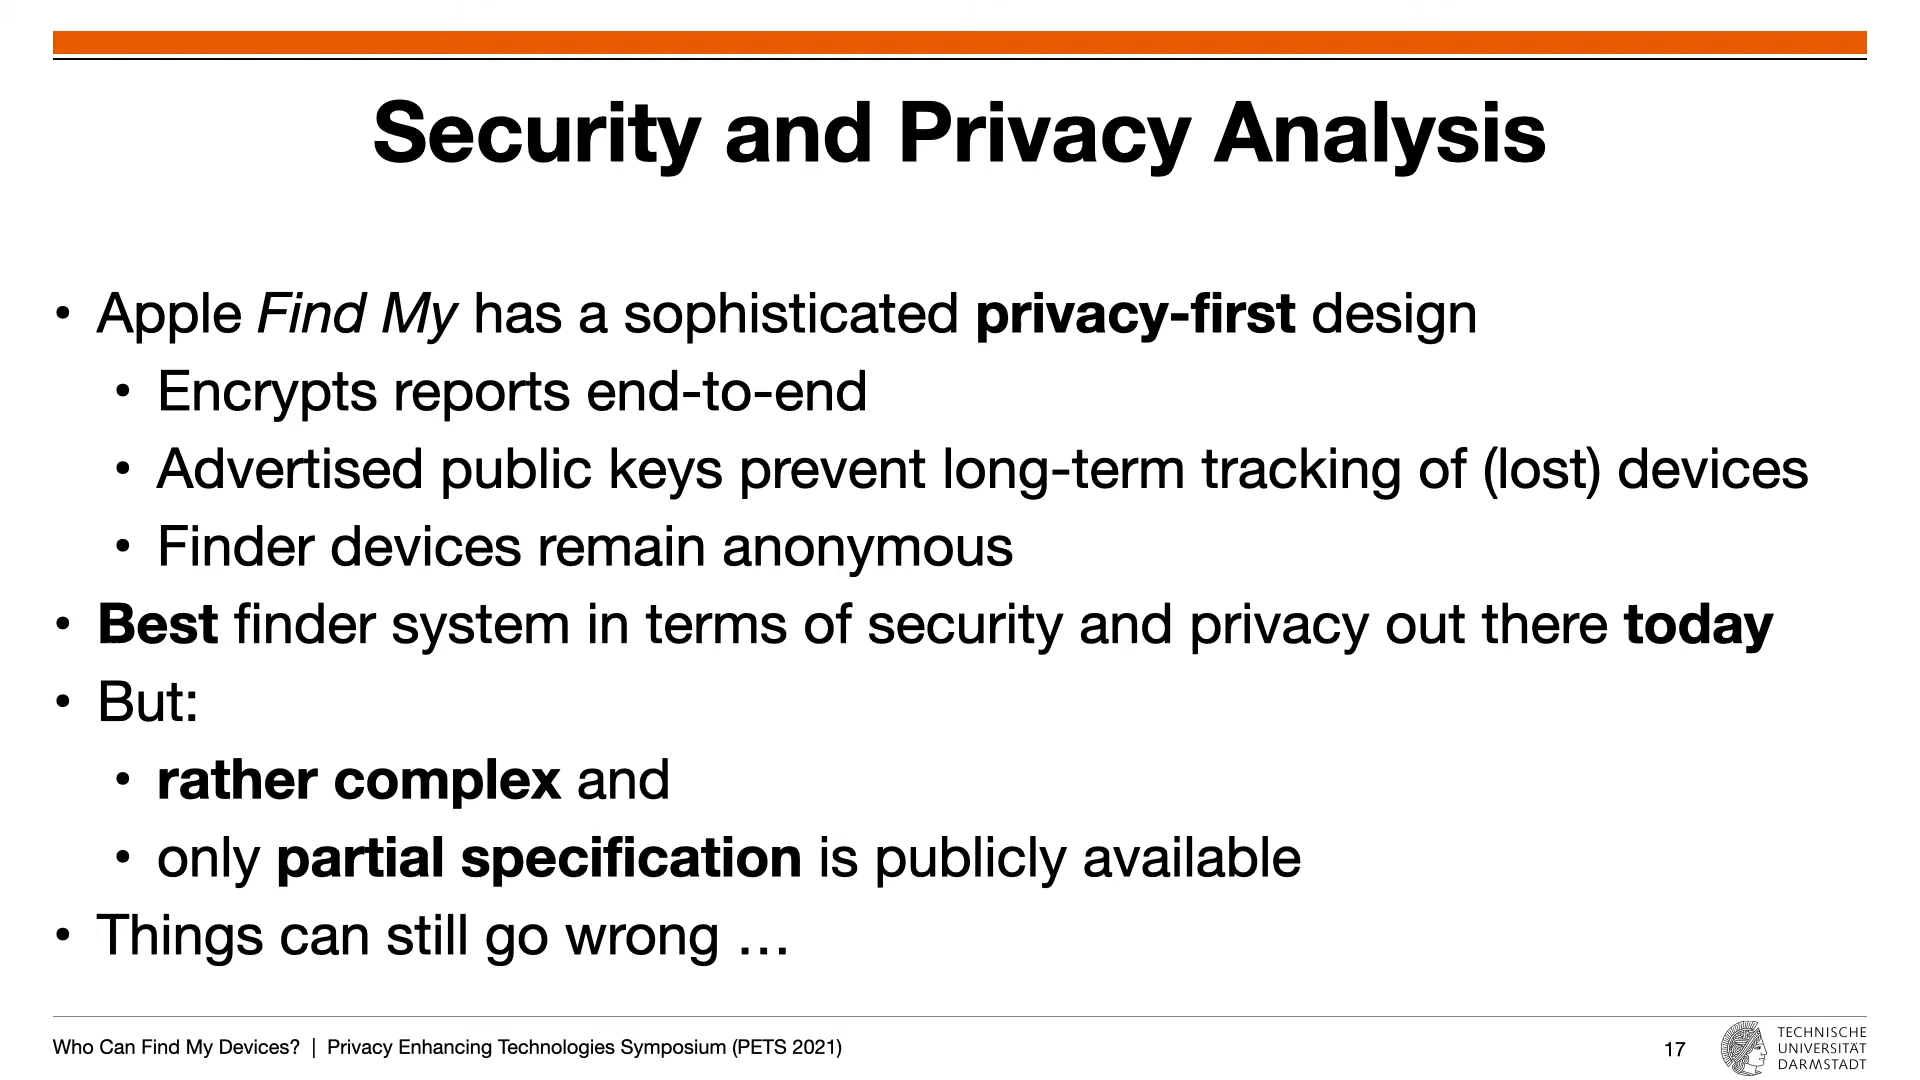 Security and Privacy Analysis
• Apple Find My has a sophisticated privacy-first design
• Encrypts reports end-to-end
• Advertised public keys prevent long-term tracking of (lost) devices
• Finder devices remain anonymous
• Best finder system in terms of security and privacy out there today
• But:
• rather complex and
• only partial specification is publicly available
• Things can still go wrong …
Who Can Find My Devices? | Privacy Enhancing Technologies Symposium (PETS 2021)
17
TECHNISCHE
UNIVERSITÄT
DARMSTADT